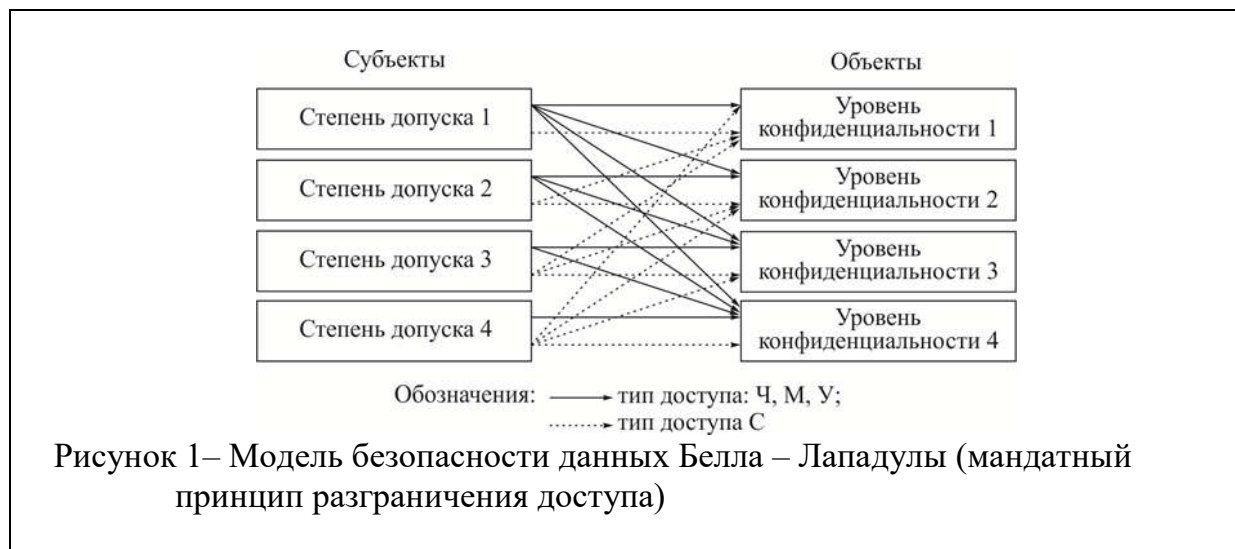 Субъекты
Объекты
Степень допуска 1
Уровень
конфиденциальности 1
Степень допуска 2
Уровень
конфиденциальности 2
Степень допуска 3
Уровень
конфиденциальности 3
Степень допуска 4
Уровень
конфиденциальности 4
Обозначения: тип доступа: Ч, М, У;
тип доступа С
Рисунок 1– Модель безопасности данных Белла – Лападулы (мандатный
принцип разграничения доступа)